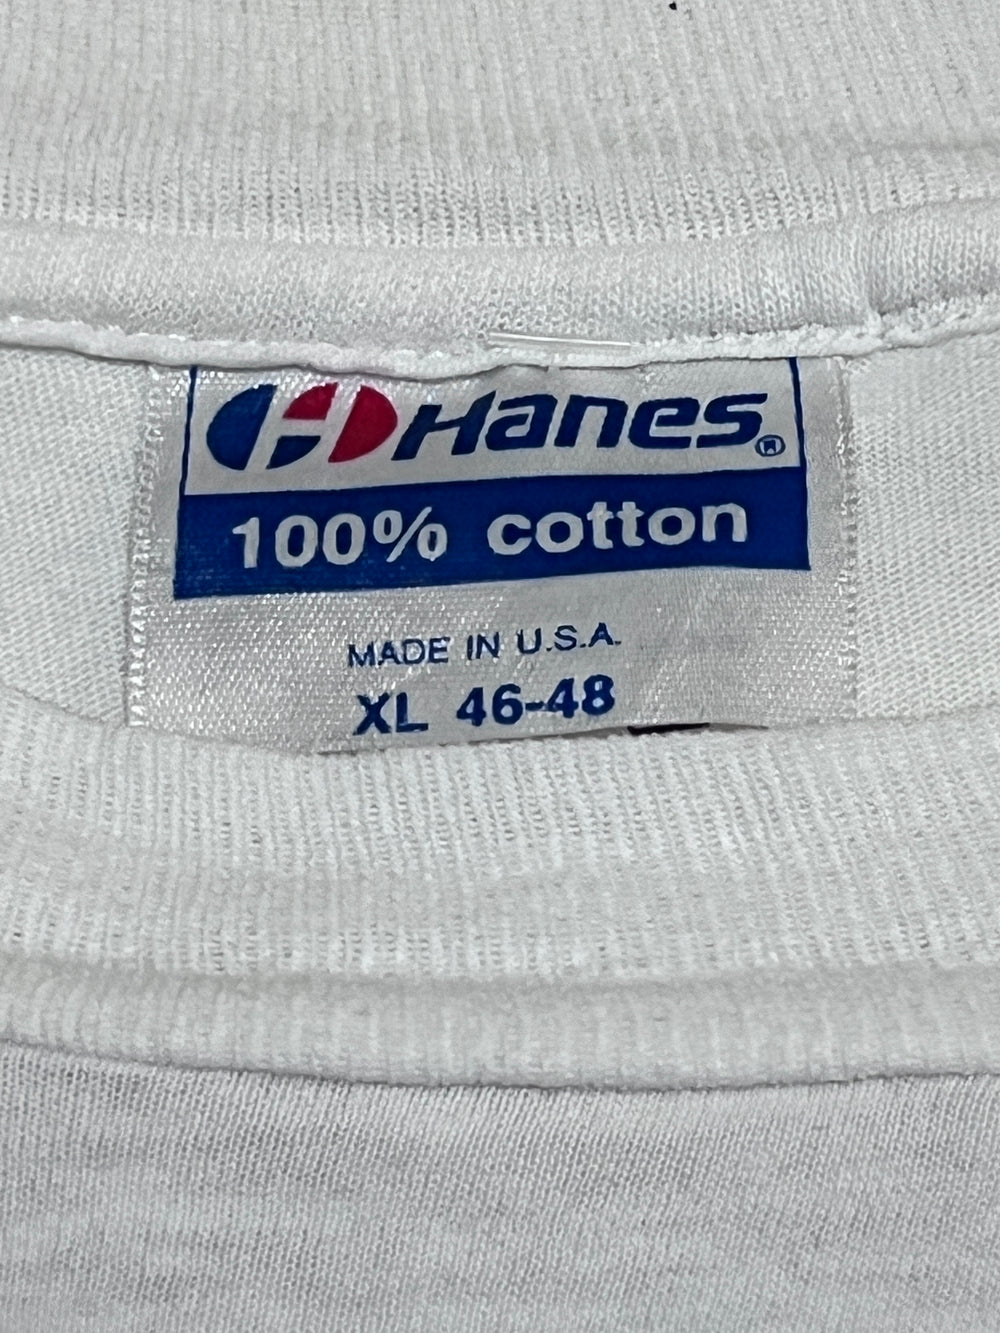 Hanes®
100% cotton
MADE IN U.S.A.
XL 46-48